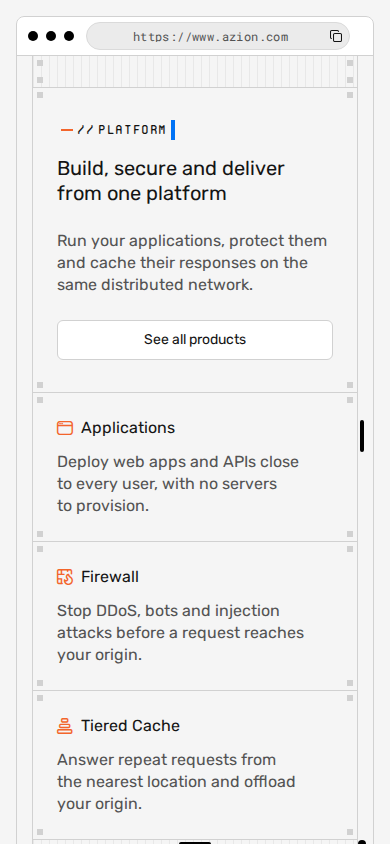 https://www.azion.com
—// PLATFORM
Build, secure and deliver
from one platform
Run your applications, protect them
and cache their responses on the
same distributed network.
See all products
Applications
Deploy web apps and APIs close
to every user, with no servers
to provision.
Firewall
Stop DDoS, bots and injection
attacks before a request reaches
your origin.
Tiered Cache
Answer repeat requests from
the nearest location and offload
your origin.